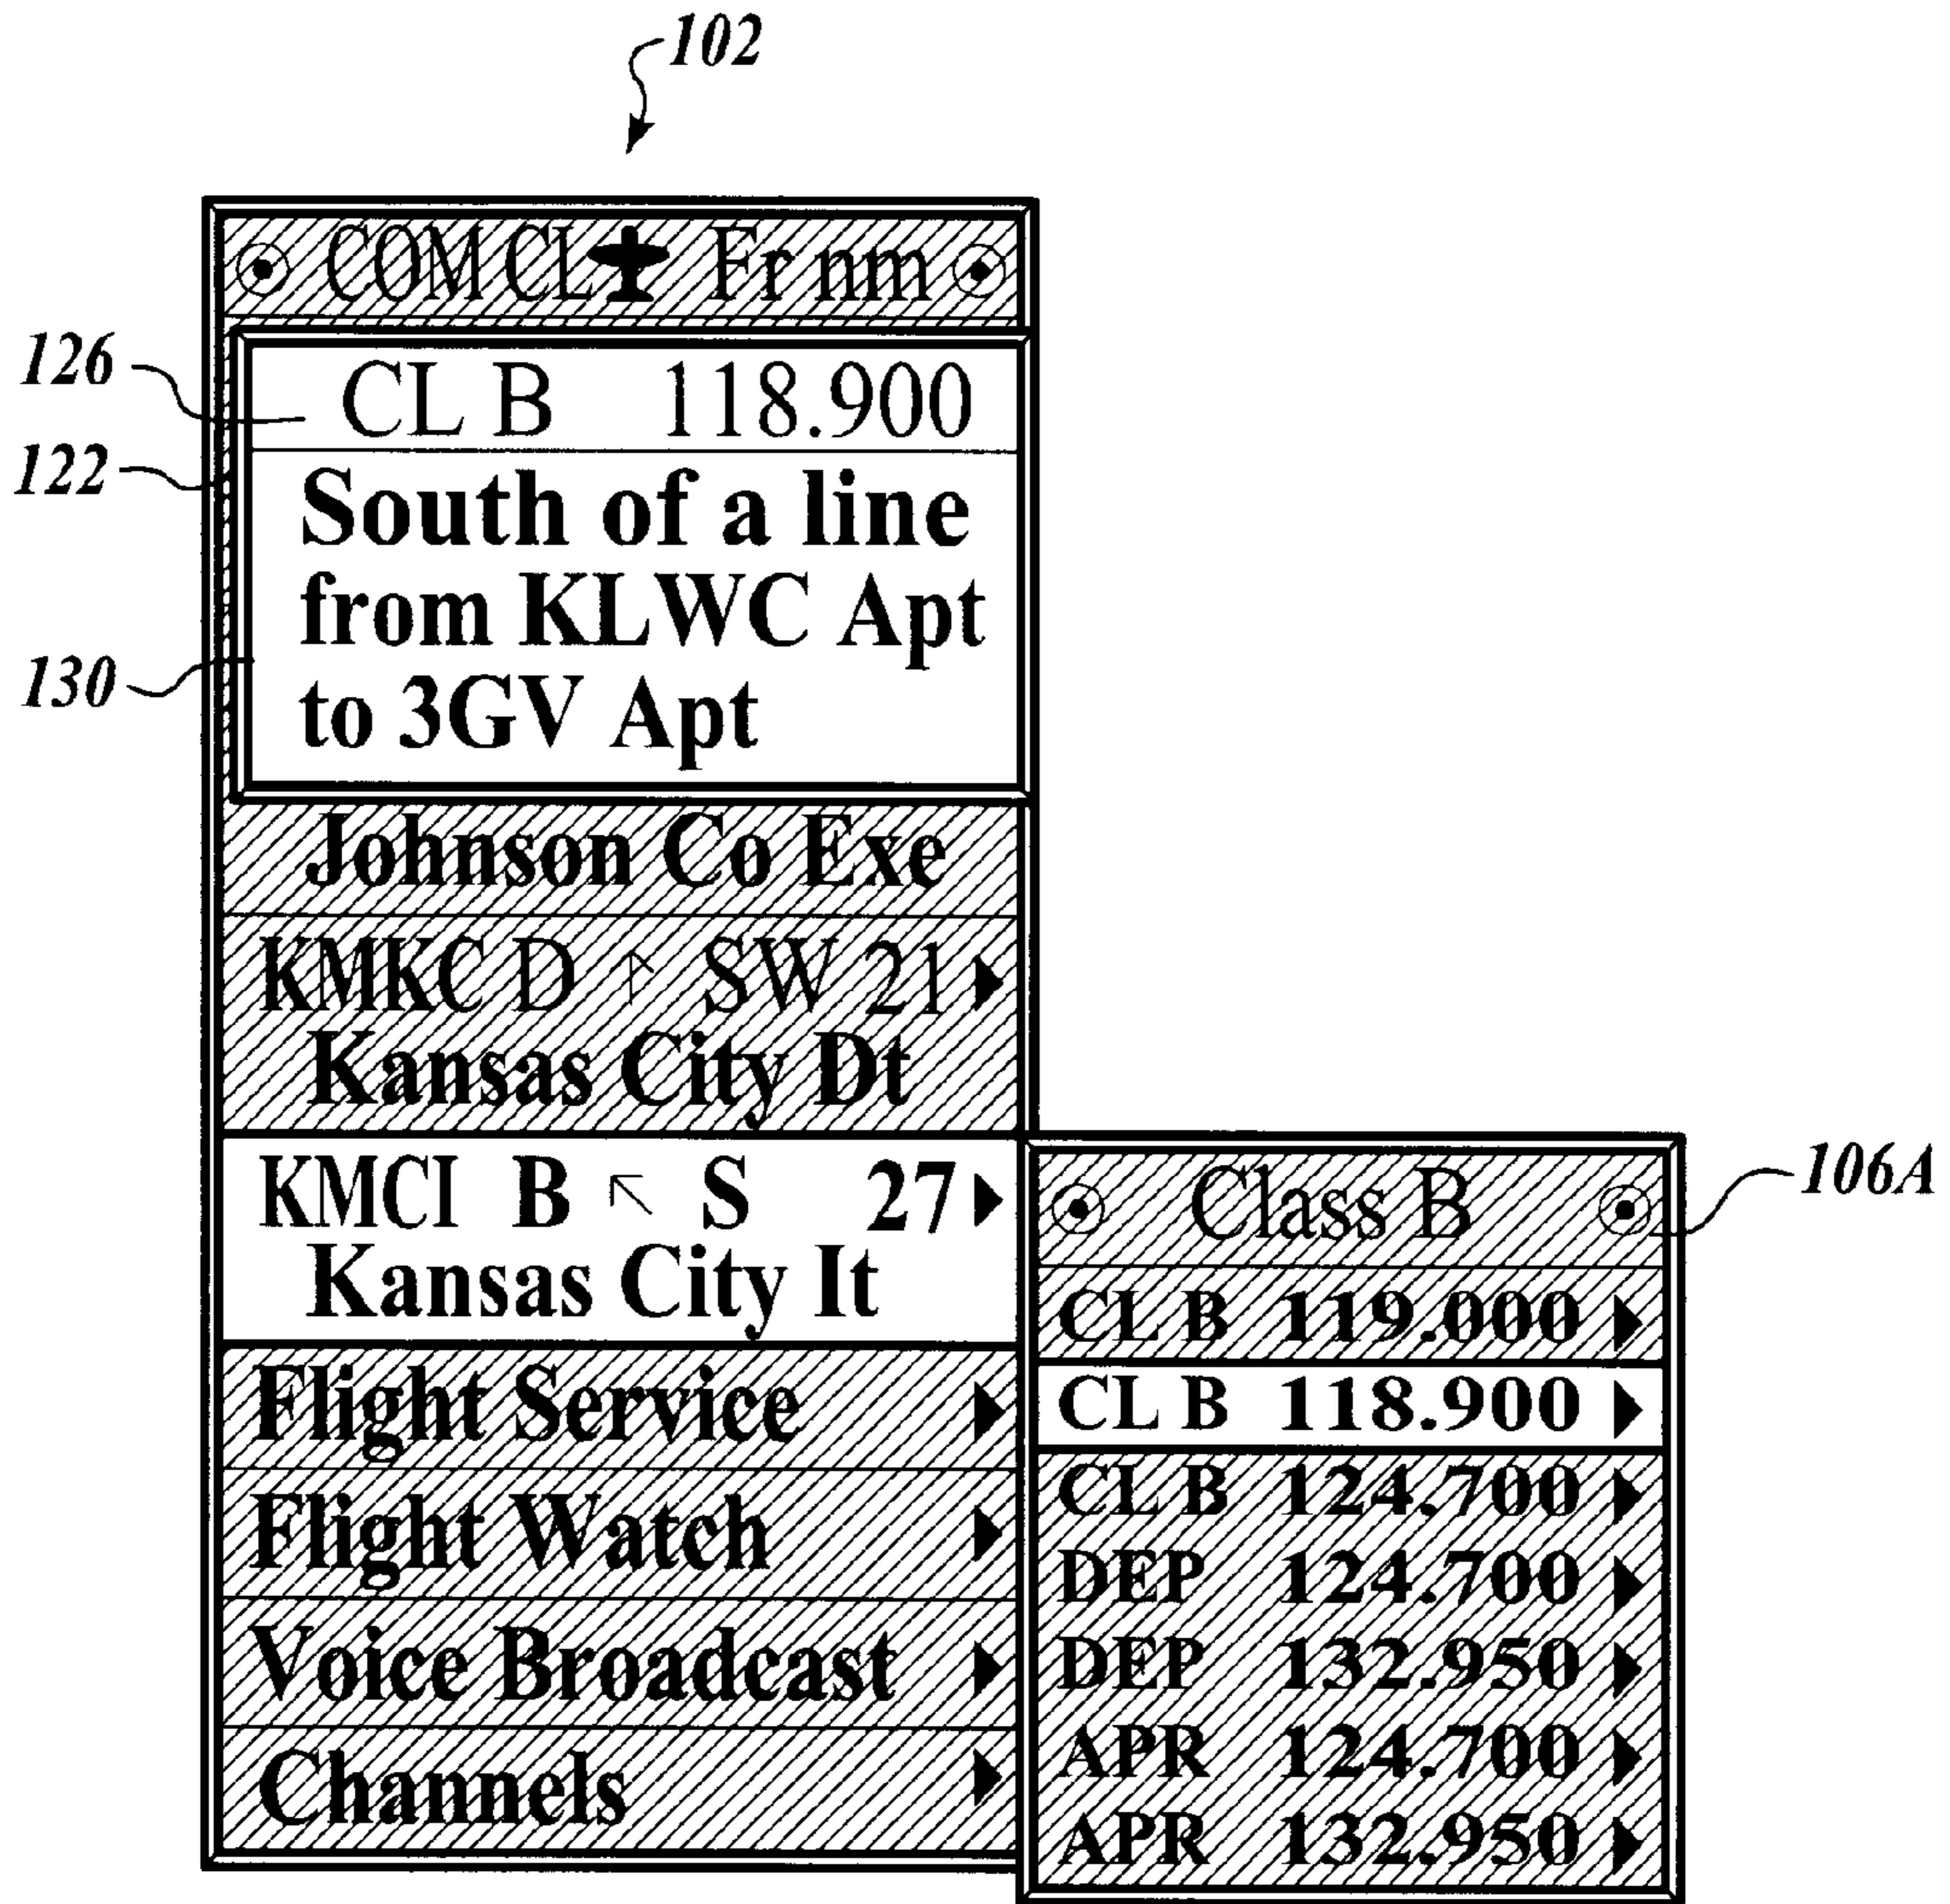 102
COM CL Fr nm
126
CL B 118.900
122
South of a line
from KLWC Apt
130
to 3GV Apt
Johnson Co Exe
KMKC D ↑ SW 21
Kansas City Dt
KMCI B ↖ S 27
Kansas City It
Flight Service
Flight Watch
Voice Broadcast
Channels
106A
Class B
CL B 119.000
CL B 118.900
CL B 124.700
DEP 124.700
DEP 132.950
APR 124.700
APR 132.950